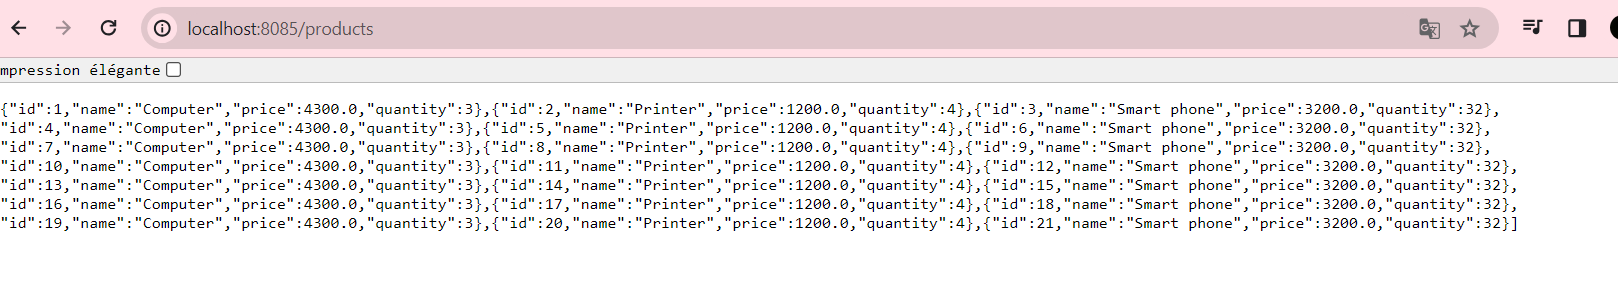 localhost:8085/products
mpression élégante
{"id":1,"name":"Computer","price":4300.0,"quantity":3},{"id":2,"name":"Printer","price":1200.0,"quantity":4},{"id":3,"name":"Smart phone","price":3200.0,"quantity":32},
"id":4,"name":"Computer","price":4300.0,"quantity":3},{"id":5,"name":"Printer","price":1200.0,"quantity":4},{"id":6,"name":"Smart phone","price":3200.0,"quantity":32},
"id":7,"name":"Computer","price":4300.0,"quantity":3},{"id":8,"name":"Printer","price":1200.0,"quantity":4},{"id":9,"name":"Smart phone","price":3200.0,"quantity":32},
"id":10,"name":"Computer","price":4300.0,"quantity":3},{"id":11,"name":"Printer","price":1200.0,"quantity":4},{"id":12,"name":"Smart phone","price":3200.0,"quantity":32},
"id":13,"name":"Computer","price":4300.0,"quantity":3},{"id":14,"name":"Printer","price":1200.0,"quantity":4},{"id":15,"name":"Smart phone","price":3200.0,"quantity":32},
"id":16,"name":"Computer","price":4300.0,"quantity":3},{"id":17,"name":"Printer","price":1200.0,"quantity":4},{"id":18,"name":"Smart phone","price":3200.0,"quantity":32},
"id":19,"name":"Computer","price":4300.0,"quantity":3},{"id":20,"name":"Printer","price":1200.0,"quantity":4},{"id":21,"name":"Smart phone","price":3200.0,"quantity":32}]